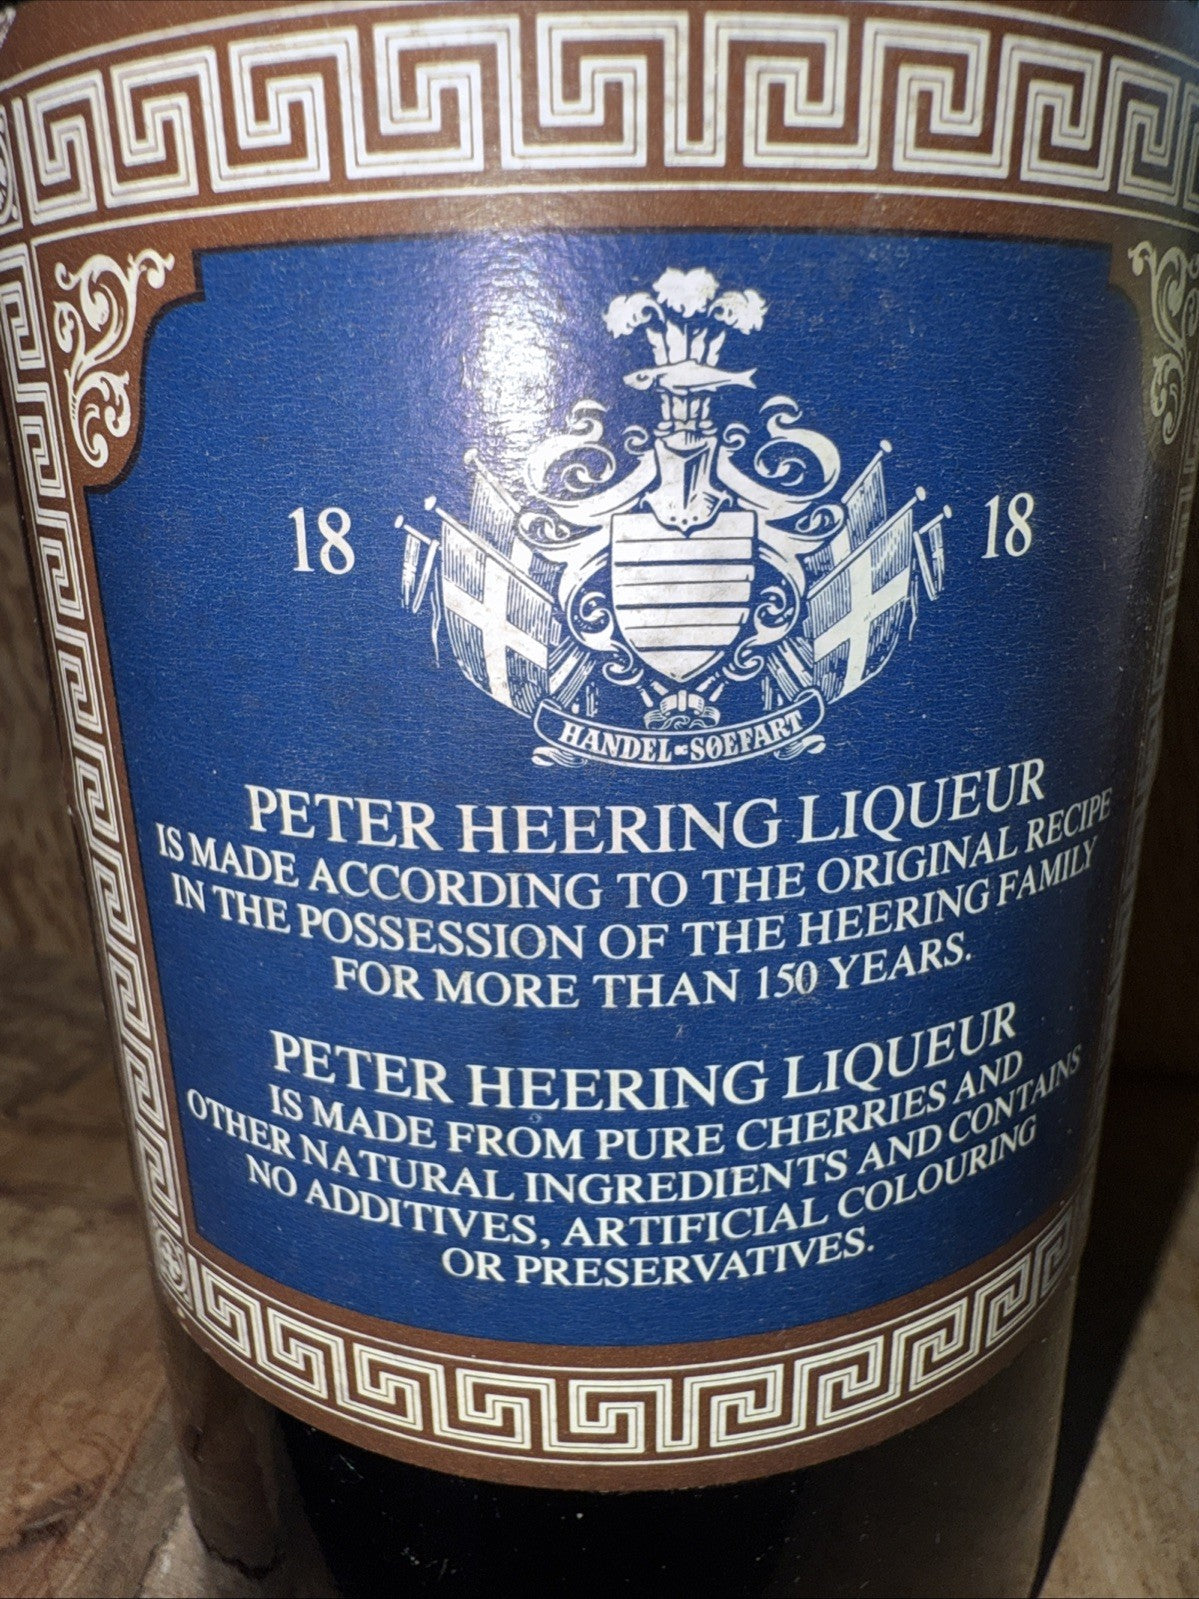 18 18
HANDEL & SØEFART
PETER HEERING LIQUEUR
IS MADE ACCORDING TO THE ORIGINAL RECIPE
IN THE POSSESSION OF THE HEERING FAMILY
FOR MORE THAN 150 YEARS.
PETER HEERING LIQUEUR
IS MADE FROM PURE CHERRIES AND
OTHER NATURAL INGREDIENTS AND CONTAINS
NO ADDITIVES, ARTIFICIAL COLOURING
OR PRESERVATIVES.